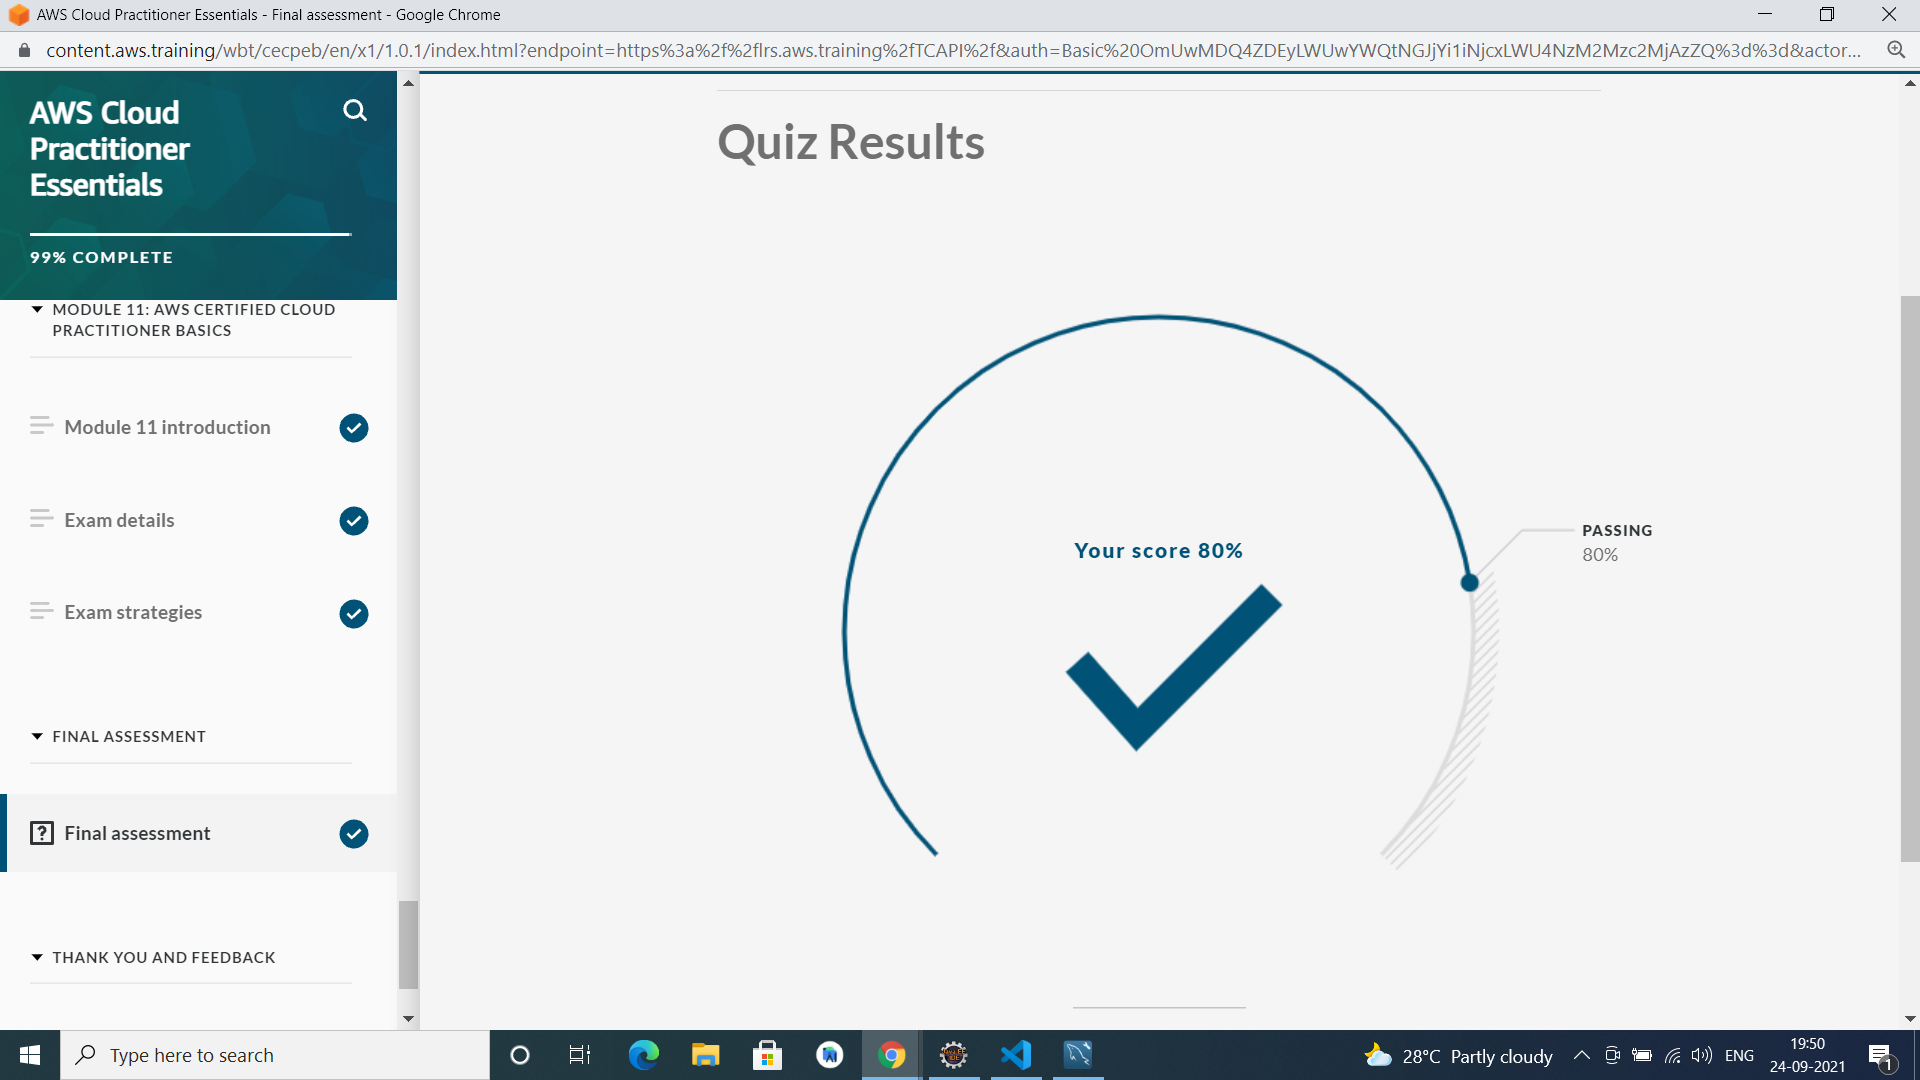 AWS Cloud Practitioner Essentials - Final assessment - Google Chrome
content.aws.training/wbt/cecpeb/en/x1/1.0.1/index.html?endpoint=https%3a%2f%2flrs.aws.training%2fTCAPI%2f&auth=Basic%20OmUwMDQ4ZDEyLWUwYWQtNGJjYi1iNjcxLWU4NzM2Mzc2MjAzZQ%3d%3d&actor...
AWS Cloud
Practitioner
Essentials
99% COMPLETE
MODULE 11: AWS CERTIFIED CLOUD
PRACTITIONER BASICS
Module 11 introduction
Exam details
Exam strategies
FINAL ASSESSMENT
Final assessment
THANK YOU AND FEEDBACK
Quiz Results
Your score 80%
PASSING
80%
Type here to search
28°C Partly cloudy
ENG
19:50
24-09-2021
1